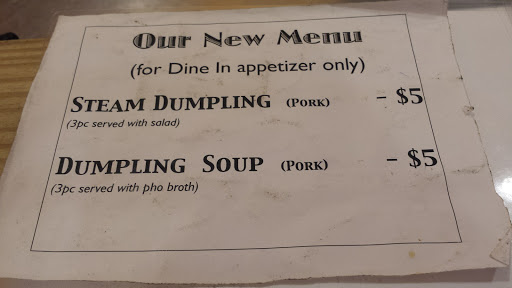 Our New Menu
(for Dine In appetizer only)
Steam Dumpling (Pork) - $5
(3pc served with salad)
Dumpling Soup (Pork) - $5
(3pc served with pho broth)